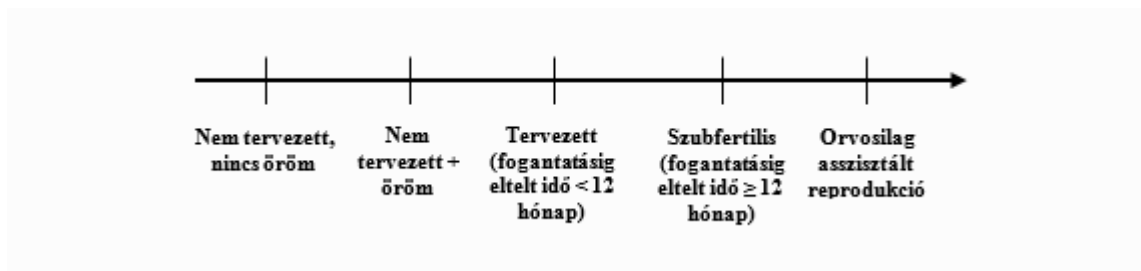 Nem tervezett,
nincs öröm
Nem
tervezett +
öröm
Tervezett
(fogantatásig
eltelt idő < 12
hónap)
Szubfertilis
(fogantatásig
eltelt idő ≥ 12
hónap)
Orvosilag
asszisztált
reprodukció